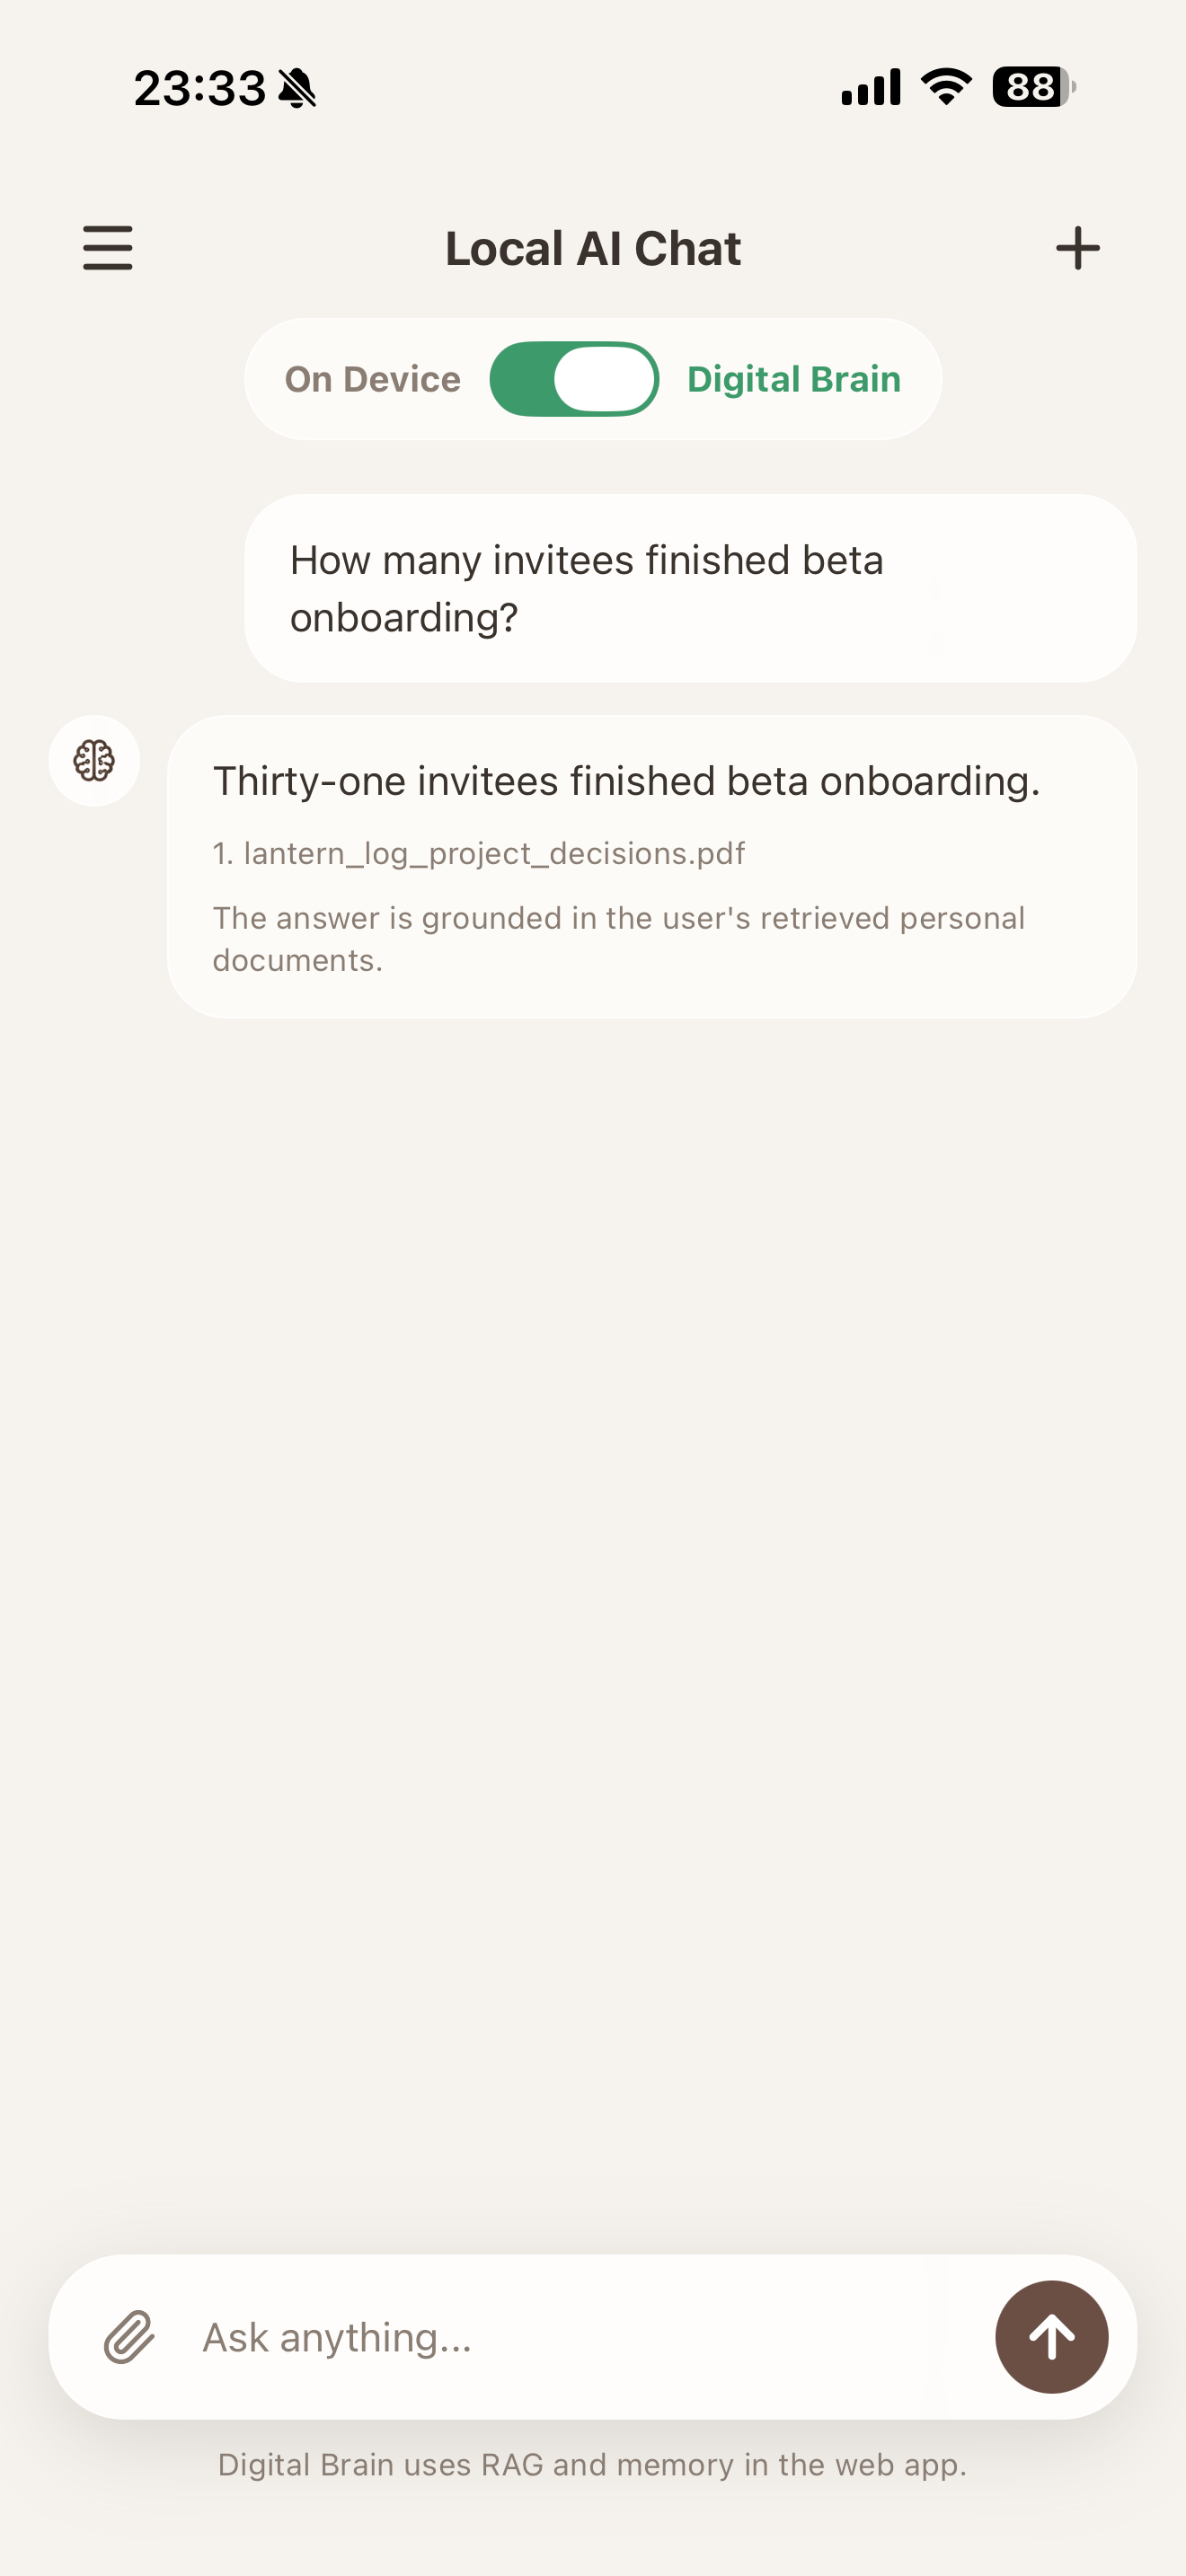 23:33
88
Local AI Chat
On Device
Digital Brain
How many invitees finished beta
onboarding?
Thirty-one invitees finished beta onboarding.
1. lantern_log_project_decisions.pdf
The answer is grounded in the user's retrieved personal
documents.
Ask anything...
Digital Brain uses RAG and memory in the web app.